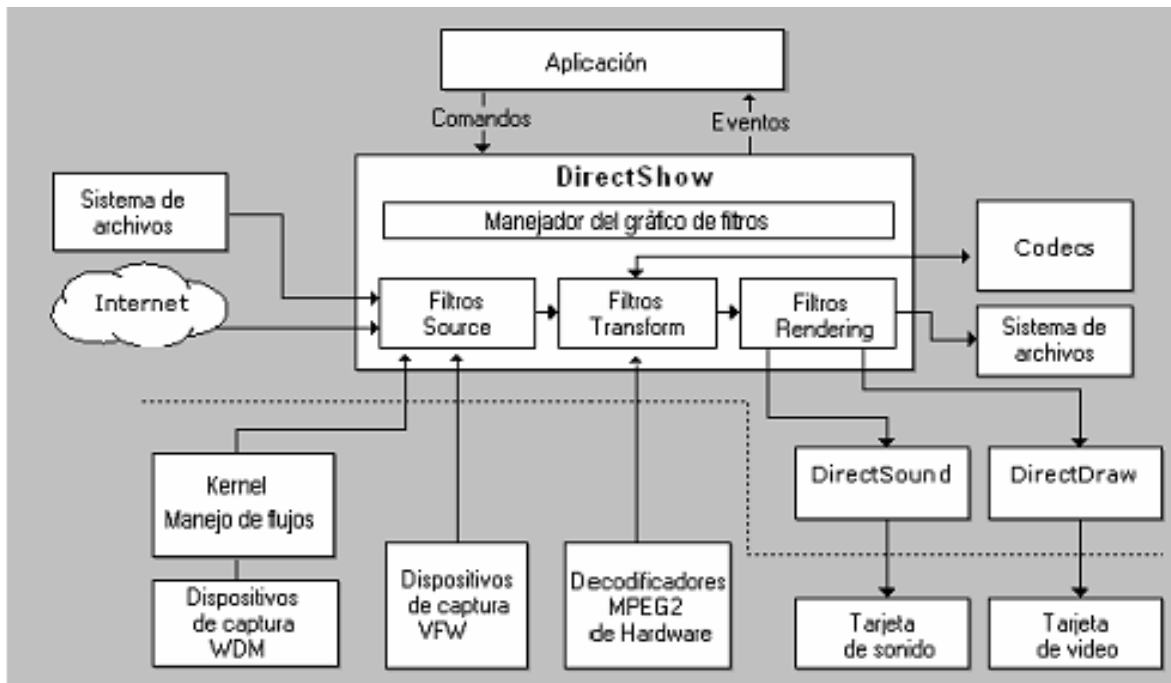 Aplicación
Comandos
Eventos
DirectShow
Manejador del gráfico de filtros
Sistema de
archivos
Internet
Filtros
Source
Filtros
Transform
Filtros
Rendering
Codecs
Sistema de
archivos
Kernel
Manejo de flujos
Dispositivos
de captura
WDM
Dispositivos
de captura
VFW
Decodificadores
MPEG2
de Hardware
DirectSound
DirectDraw
Tarjeta
de sonido
Tarjeta
de video